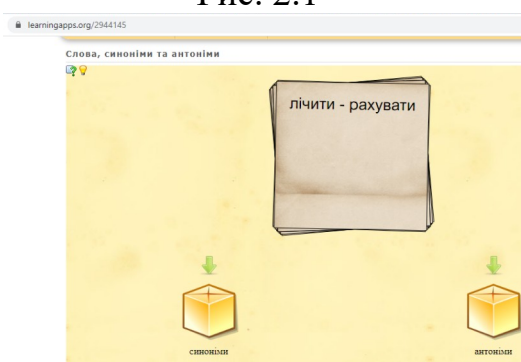 Рис. 2.1
learningapps.org/2944145
Слова, синоніми та антоніми
лічити - рахувати
синоніми
антоніми